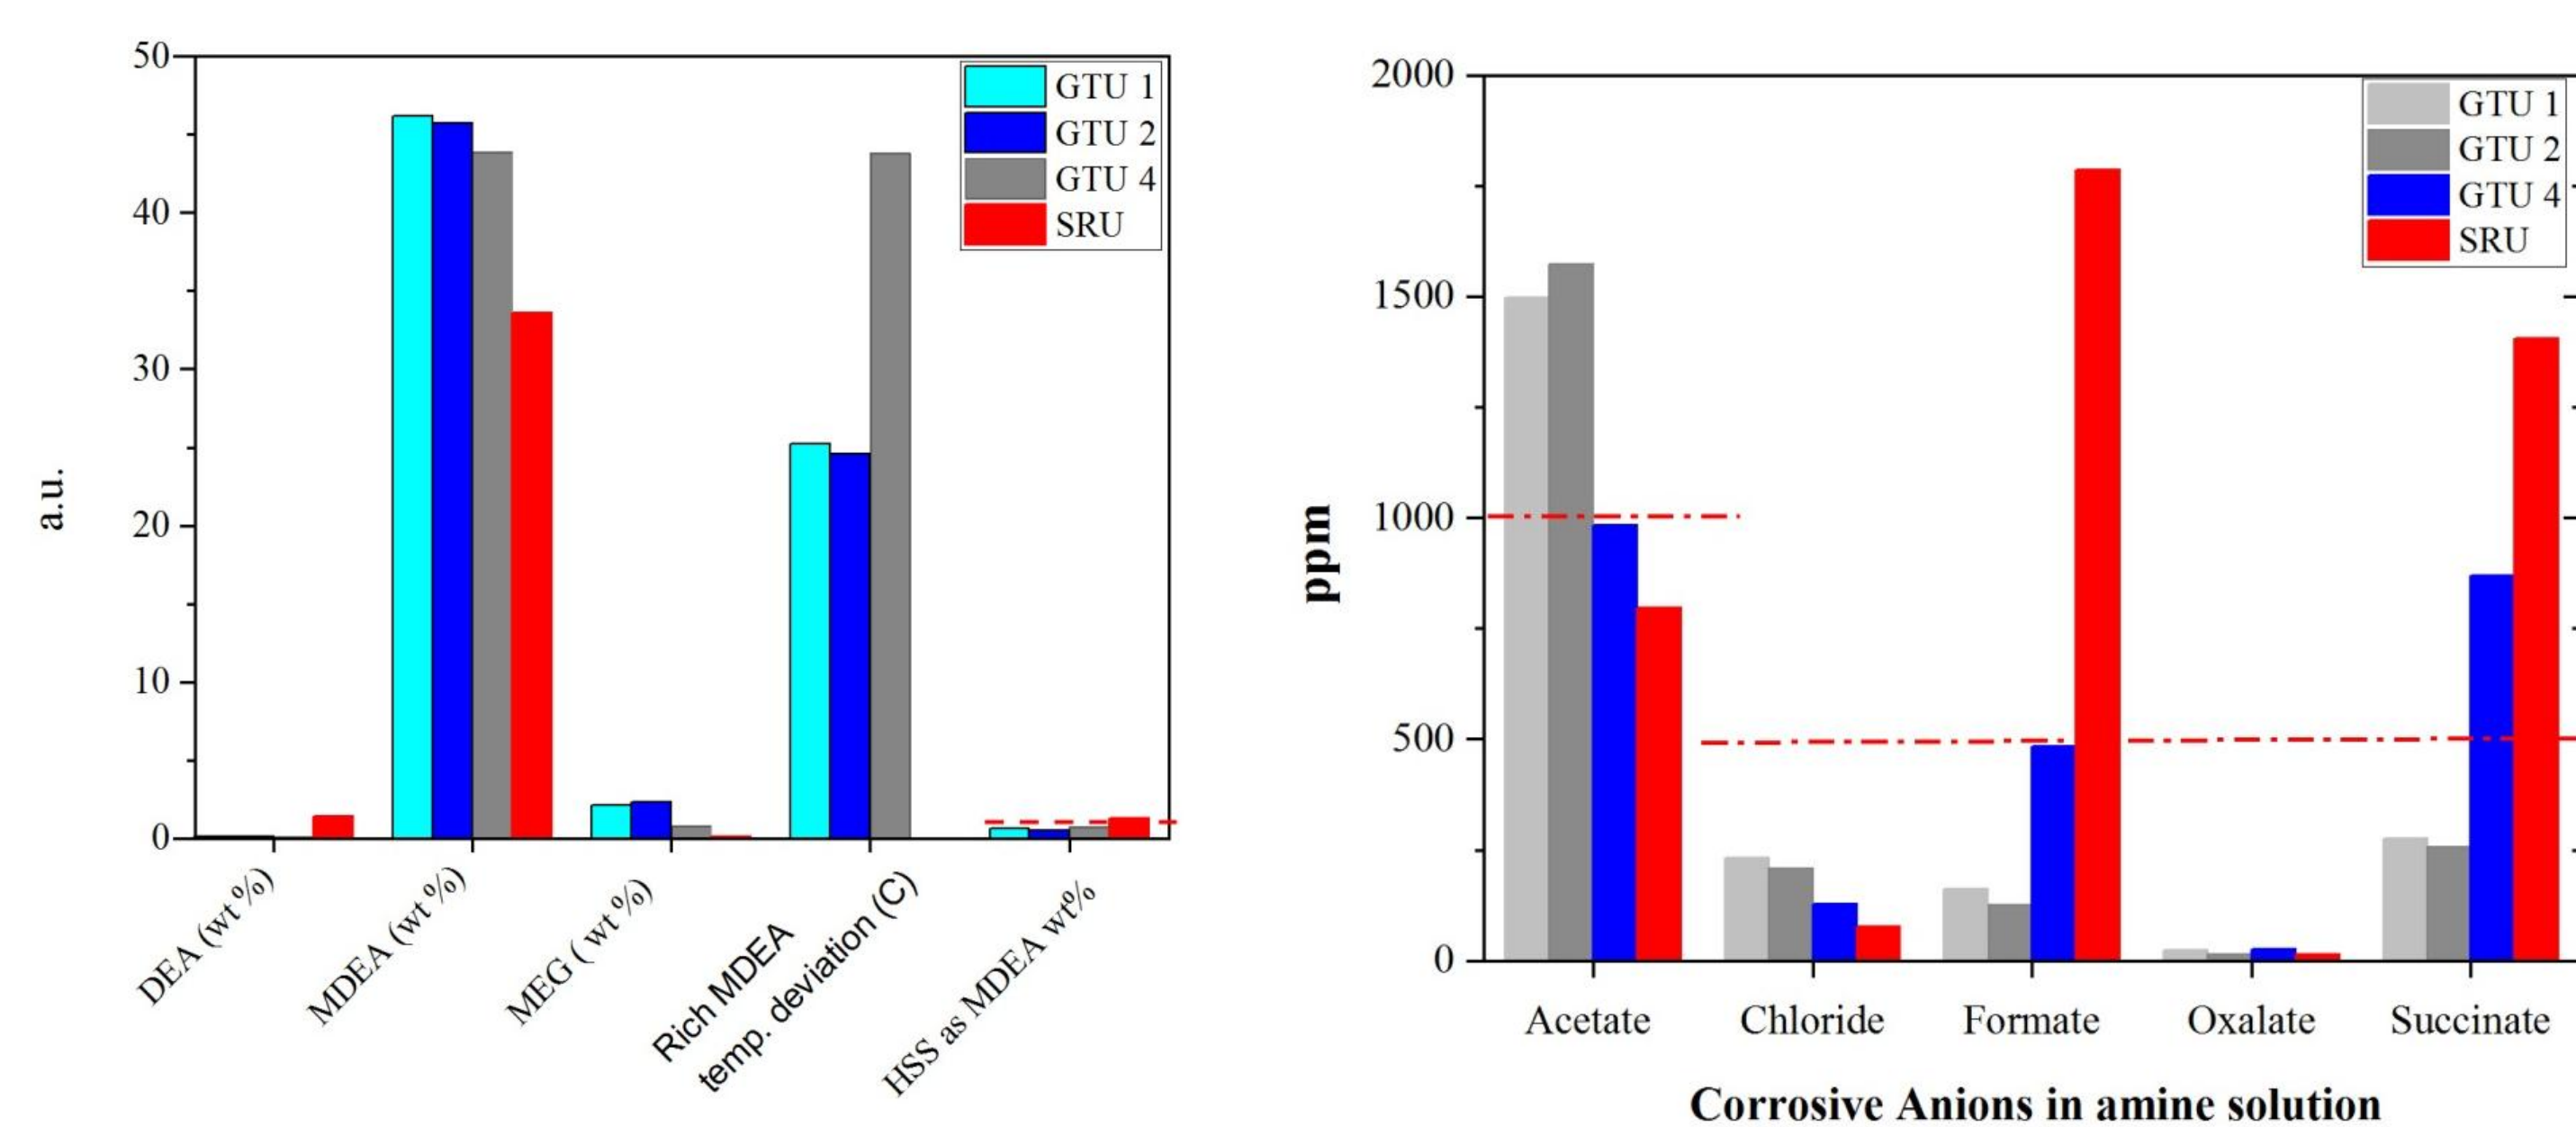 50
40
30
20
10
0
a.u.
GTU 1
GTU 2
GTU 4
SRU
DEA (wt %)
MDEA (wt %)
MEG ( wt %)
Rich MDEA
temp. deviation (C)
HSS as MDEA wt%
2000
1500
1000
500
0
ppm
GTU 1
GTU 2
GTU 4
SRU
Acetate
Chloride
Formate
Oxalate
Succinate
Corrosive Anions in amine solution